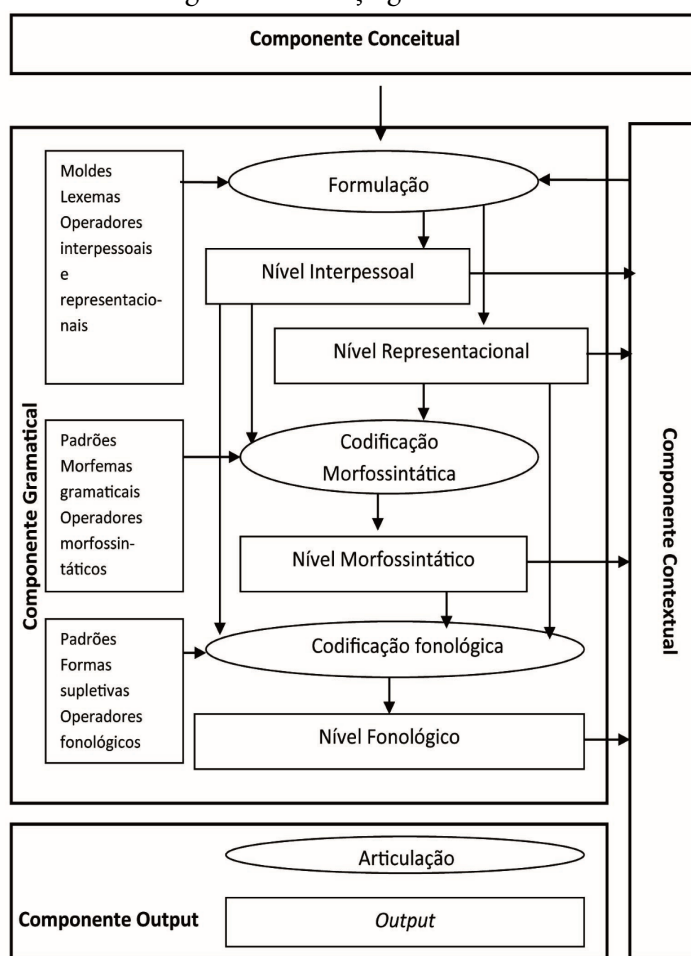 Componente Conceitual
Formulação
Moldes
Lexemas
Operadores
interpessoais
e
representacio-
nais
Nível Interpessoal
Nível Representacional
Componente Gramatical
Componente Contextual
Codificação
Morfossintática
Padrões
Morfemas
gramaticais
Operadores
morfossin-
táticos
Nível Morfossintático
Codificação fonológica
Padrões
Formas
supletivas
Operadores
fonológicos
Nível Fonológico
Articulação
Componente Output
Output